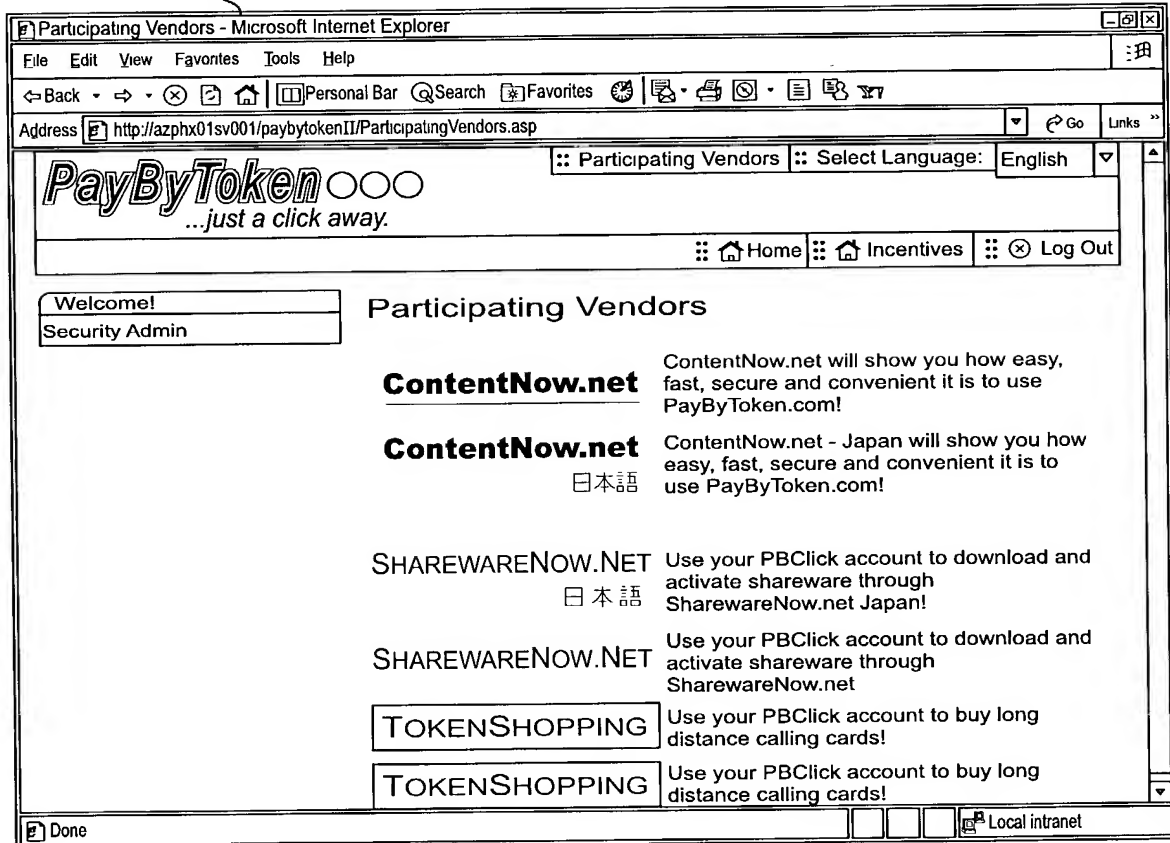 Participating Vendors - Microsoft Internet Explorer
File Edit View Favorites Tools Help
Back Personal Bar Search Favorites
Address http://azphx01sv001/paybytokenII/ParticipatingVendors.asp Go Links »
:: Participating Vendors :: Select Language: English
PayByToken
...just a click away.
Home Incentives Log Out
Welcome!
Security Admin
Participating Vendors
ContentNow.net
ContentNow.net will show you how easy,
fast, secure and convenient it is to use
PayByToken.com!
ContentNow.net
日本語
ContentNow.net - Japan will show you how
easy, fast, secure and convenient it is to
use PayByToken.com!
SHAREWARENOW.NET
日本語
Use your PBClick account to download and
activate shareware through
SharewareNow.net Japan!
SHAREWARENOW.NET
Use your PBClick account to download and
activate shareware through
SharewareNow.net
TOKENSHOPPING
Use your PBClick account to buy long
distance calling cards!
TOKENSHOPPING
Use your PBClick account to buy long
distance calling cards!
Done Local intranet